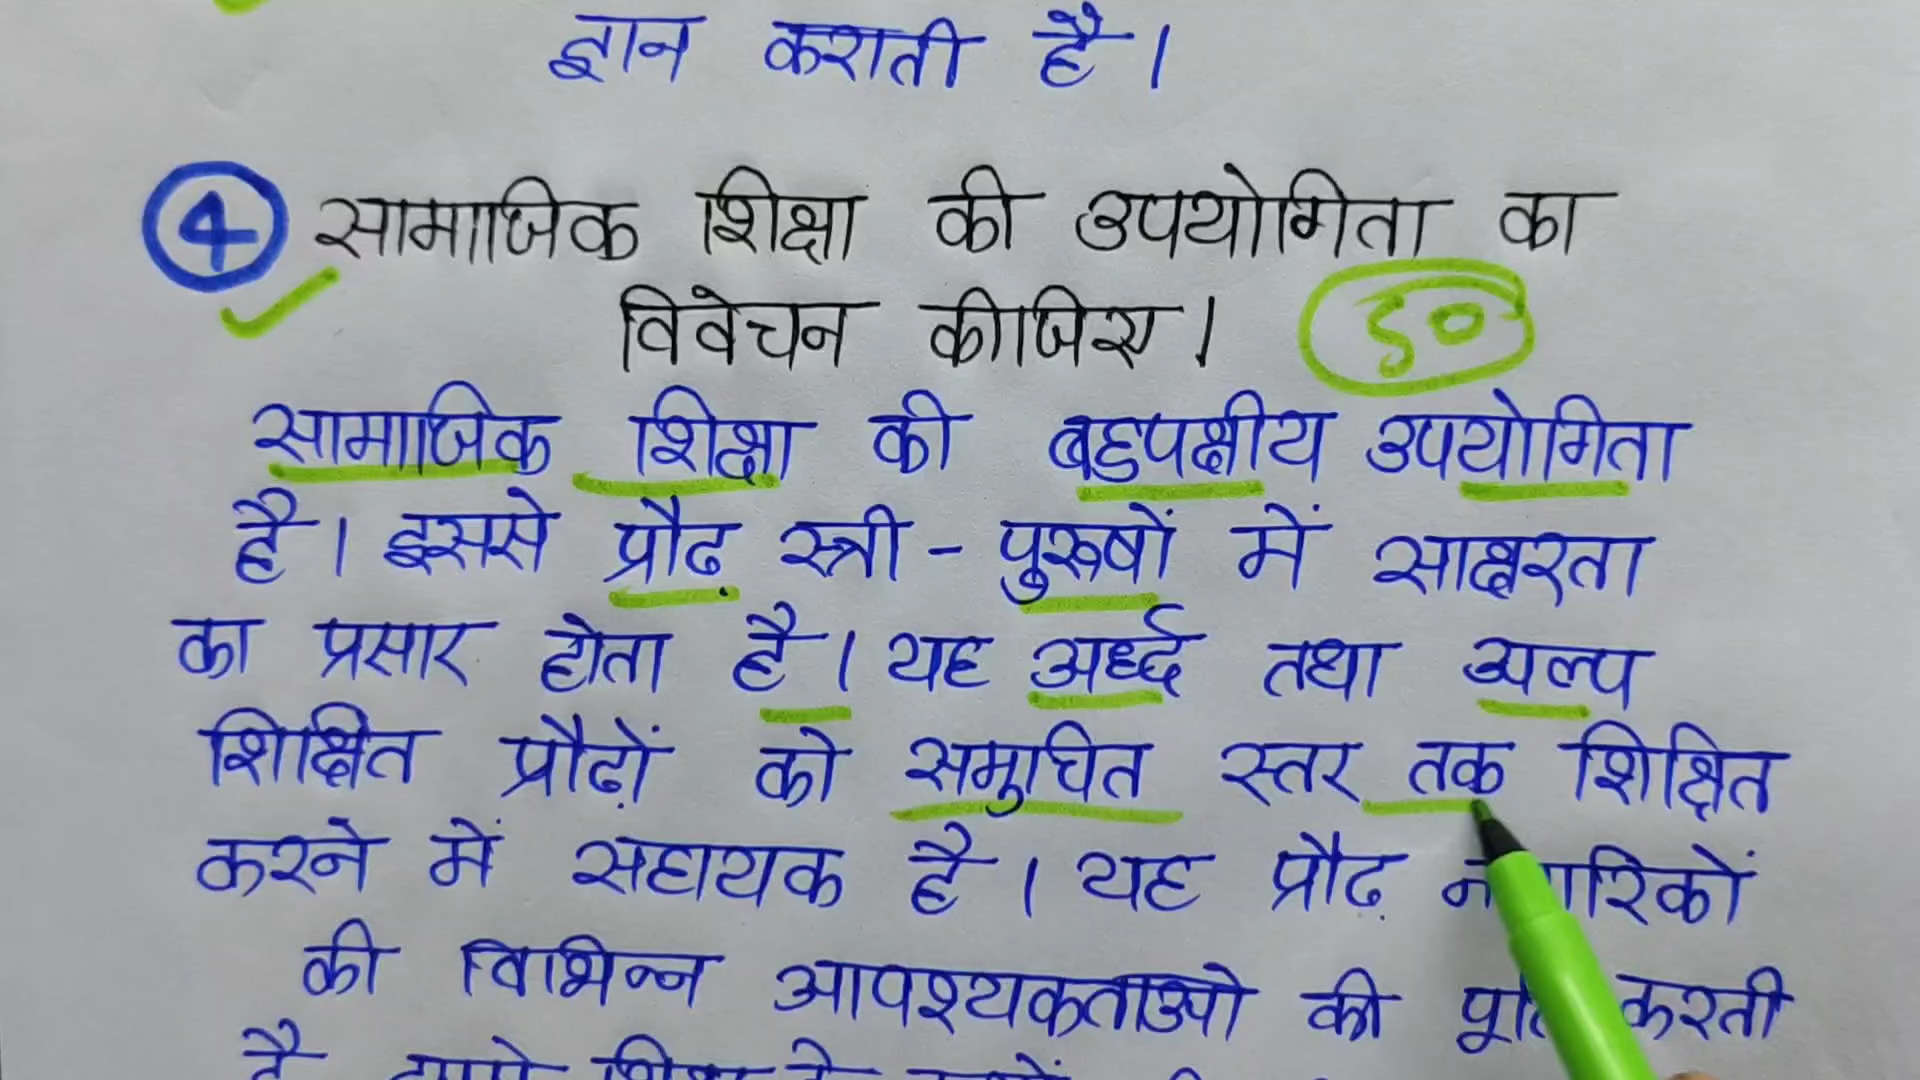 ज्ञान कराती है।
④ सामाजिक शिक्षा की उपयोगिता का
विवेचन कीजिए। 50
सामाजिक शिक्षा की बहुपक्षीय उपयोगिता
है। इससे प्रौढ़ स्त्री - पुरूषों में साक्षरता
का प्रसार होता है। यह अर्ध्द तथा अल्प
शिक्षित प्रौढ़ों को समुचित स्तर तक शिक्षित
करने में सहायक है। यह प्रौढ़ नागरिकों
की विभिन्न आवश्यकताओ की पूर्ति करती
है